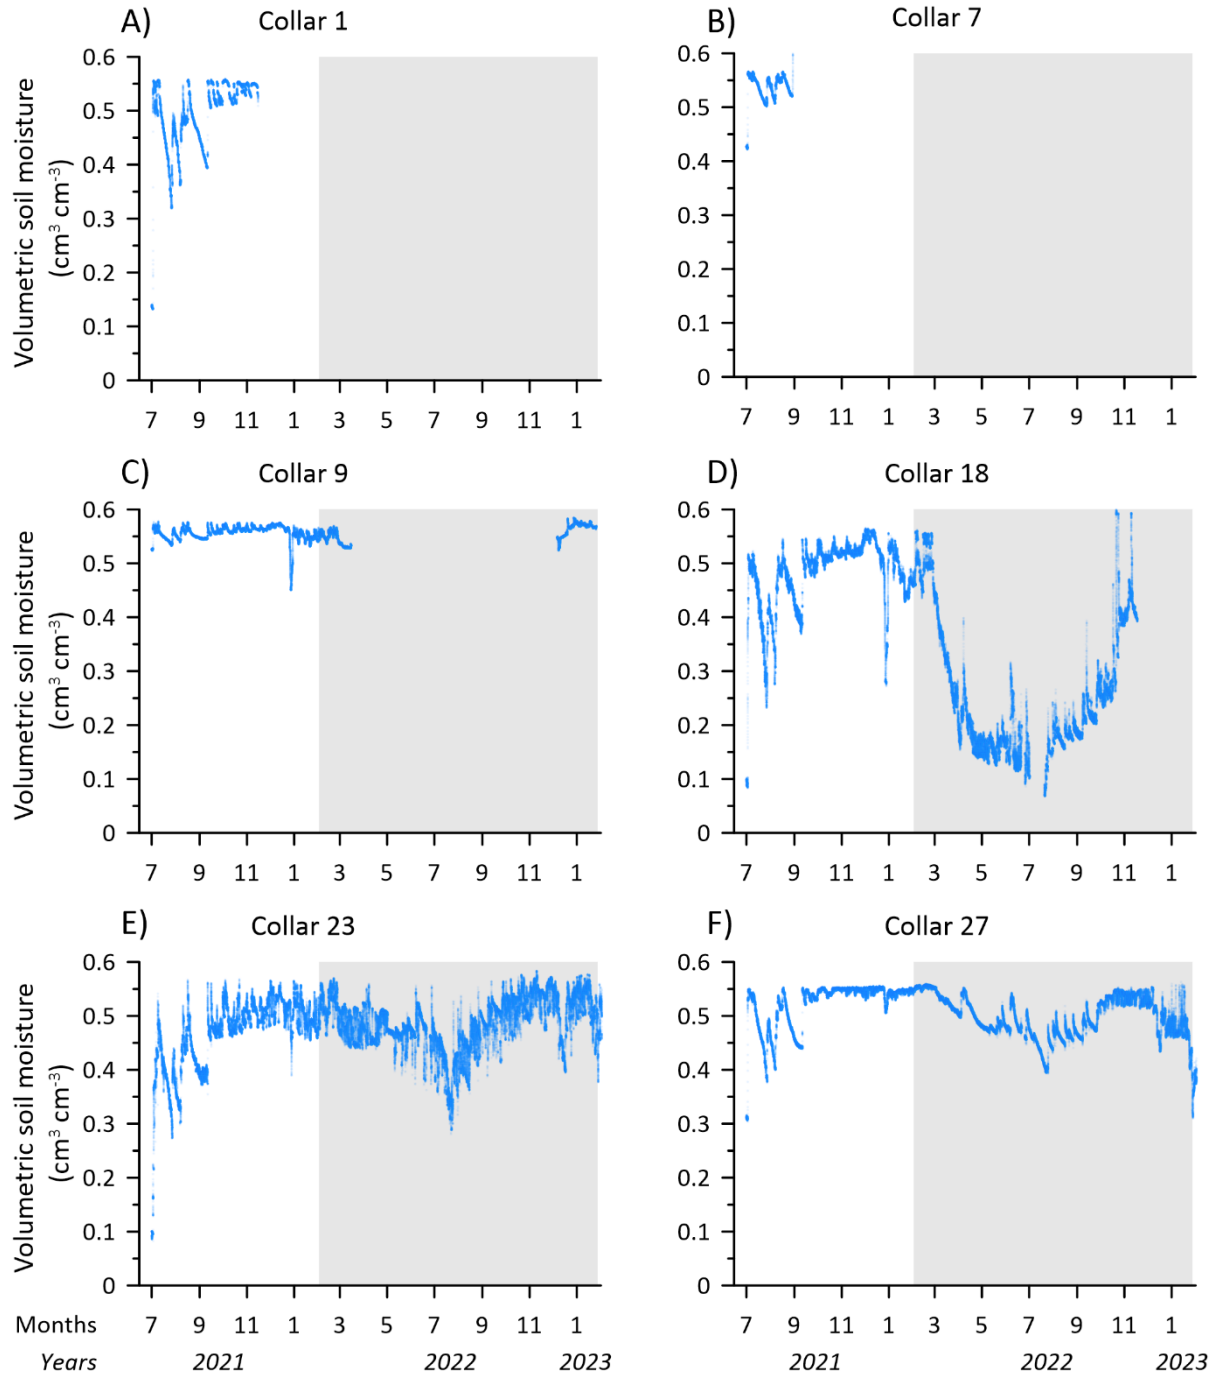 A) Collar 1
B) Collar 7
Volumetric soil moisture
(cm³ cm⁻³)
0.6
0.5
0.4
0.3
0.2
0.1
0
7 9 11 1 3 5 7 9 11 1
0.6
0.5
0.4
0.3
0.2
0.1
0
7 9 11 1 3 5 7 9 11 1
C) Collar 9
D) Collar 18
Volumetric soil moisture
(cm³ cm⁻³)
0.6
0.5
0.4
0.3
0.2
0.1
0
7 9 11 1 3 5 7 9 11 1
0.6
0.5
0.4
0.3
0.2
0.1
0
7 9 11 1 3 5 7 9 11 1
E) Collar 23
F) Collar 27
Volumetric soil moisture
(cm³ cm⁻³)
0.6
0.5
0.4
0.3
0.2
0.1
0
0.6
0.5
0.4
0.3
0.2
0.1
0
Months 7 9 11 1 3 5 7 9 11 1 7 9 11 1 3 5 7 9 11 1
Years 2021 2022 2023 2021 2022 2023